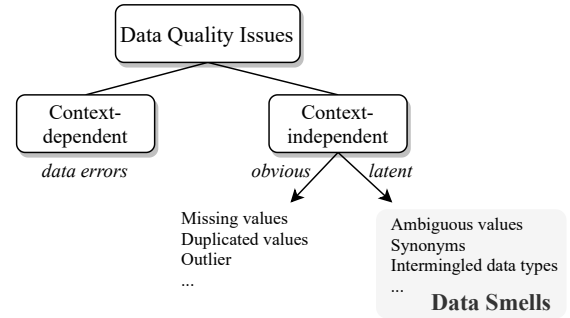 Data Quality Issues
Context-
dependent
Context-
independent
data errors
obvious
latent
Missing values
Duplicated values
Outlier
...
Ambiguous values
Synonyms
Intermingled data types
...
Data Smells